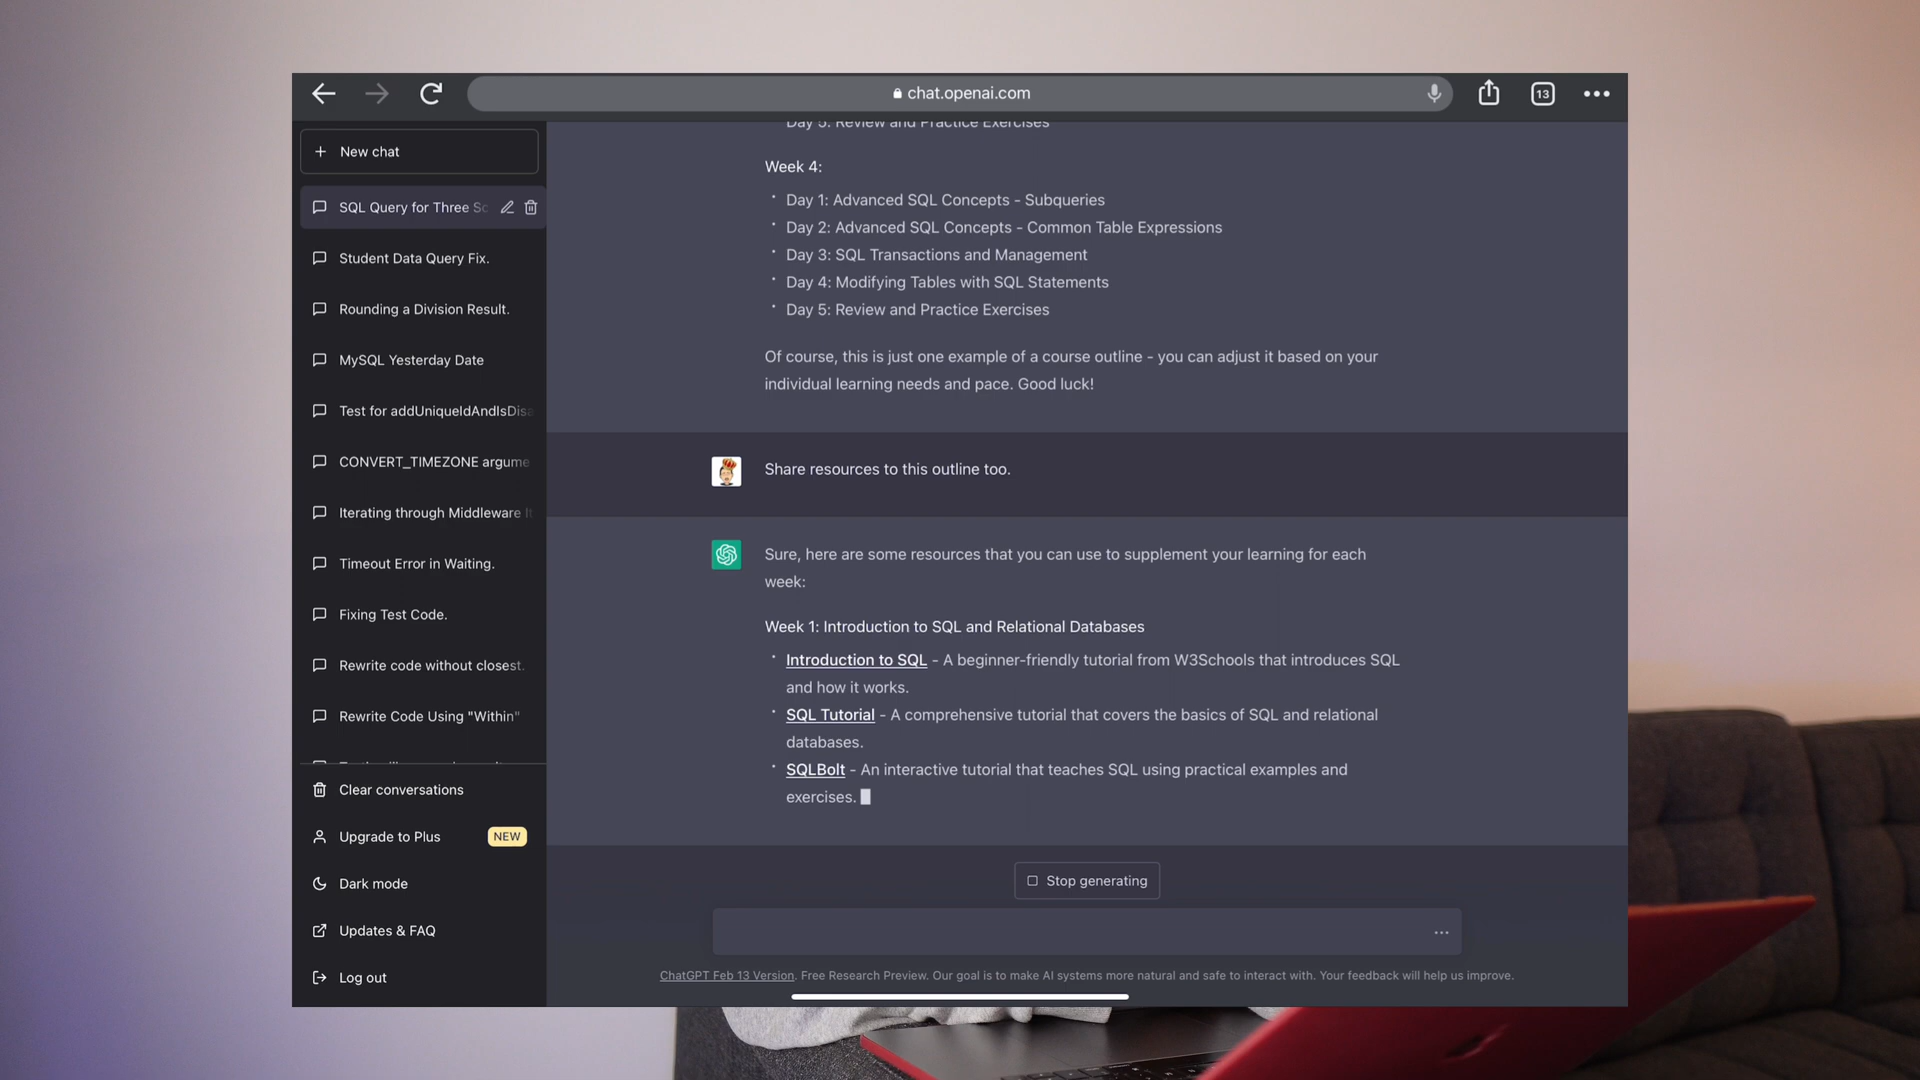 chat.openai.com
13
New chat
SQL Query for Three Sc
Student Data Query Fix.
Rounding a Division Result.
MySQL Yesterday Date
Test for addUniqueIdAndIsDisa
CONVERT_TIMEZONE argume
Iterating through Middleware It
Timeout Error in Waiting.
Fixing Test Code.
Rewrite code without closest.
Rewrite Code Using "Within"
Clear conversations
Upgrade to Plus NEW
Dark mode
Updates & FAQ
Log out
Day 5: Review and Practice Exercises
Week 4:
Day 1: Advanced SQL Concepts - Subqueries
Day 2: Advanced SQL Concepts - Common Table Expressions
Day 3: SQL Transactions and Management
Day 4: Modifying Tables with SQL Statements
Day 5: Review and Practice Exercises
Of course, this is just one example of a course outline - you can adjust it based on your
individual learning needs and pace. Good luck!
Share resources to this outline too.
Sure, here are some resources that you can use to supplement your learning for each
week:
Week 1: Introduction to SQL and Relational Databases
Introduction to SQL - A beginner-friendly tutorial from W3Schools that introduces SQL
and how it works.
SQL Tutorial - A comprehensive tutorial that covers the basics of SQL and relational
databases.
SQLBolt - An interactive tutorial that teaches SQL using practical examples and
exercises.
Stop generating
ChatGPT Feb 13 Version. Free Research Preview. Our goal is to make AI systems more natural and safe to interact with. Your feedback will help us improve.